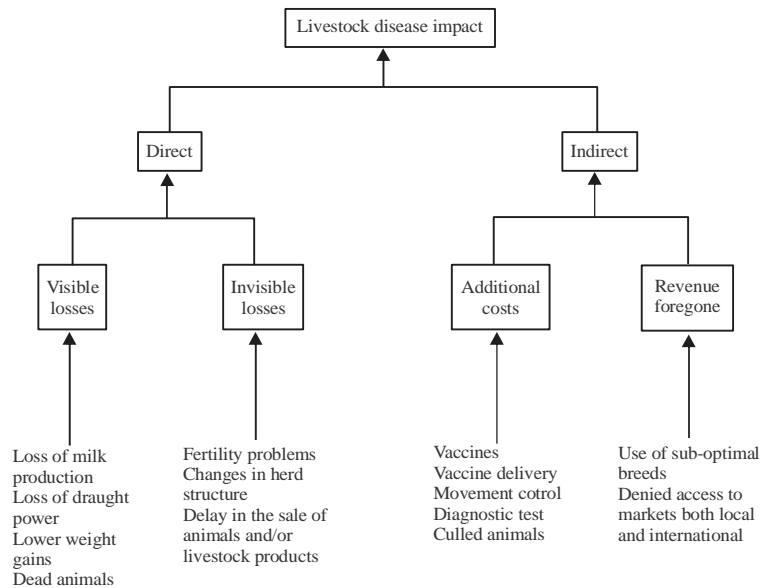 Livestock disease impact
Direct
Indirect
Visible
losses
Invisible
losses
Additional
costs
Revenue
foregone
Loss of milk
production
Loss of draught
power
Lower weight
gains
Dead animals
Fertility problems
Changes in herd
structure
Delay in the sale of
animals and/or
livestock products
Vaccines
Vaccine delivery
Movement cotrol
Diagnostic test
Culled animals
Use of sub-optimal
breeds
Denied access to
markets both local
and international